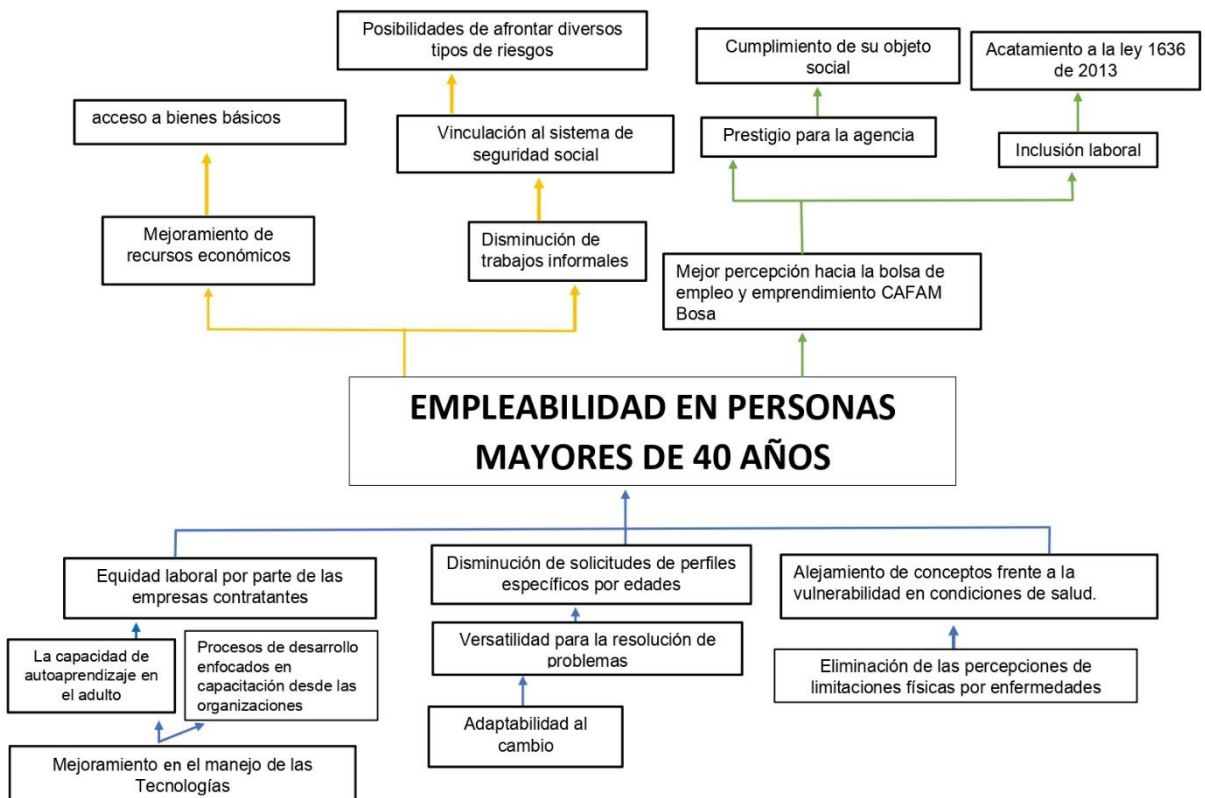 Posibilidades de afrontar diversos
tipos de riesgos
Cumplimiento de su objeto
social
Acatamiento a la ley 1636
de 2013
acceso a bienes básicos
Vinculación al sistema de
seguridad social
Prestigio para la agencia
Inclusión laboral
Mejoramiento de
recursos económicos
Disminución de
trabajos informales
Mejor percepción hacia la bolsa de
empleo y emprendimiento CAFAM
Bosa
EMPLEABILIDAD EN PERSONAS
MAYORES DE 40 AÑOS
Equidad laboral por parte de las
empresas contratantes
Disminución de solicitudes de perfiles
específicos por edades
Alejamiento de conceptos frente a la
vulnerabilidad en condiciones de salud.
La capacidad de
autoaprendizaje en
el adulto
Procesos de desarrollo
enfocados en
capacitación desde las
organizaciones
Versatilidad para la resolución de
problemas
Eliminación de las percepciones de
limitaciones físicas por enfermedades
Adaptabilidad al
cambio
Mejoramiento en el manejo de las
Tecnologías